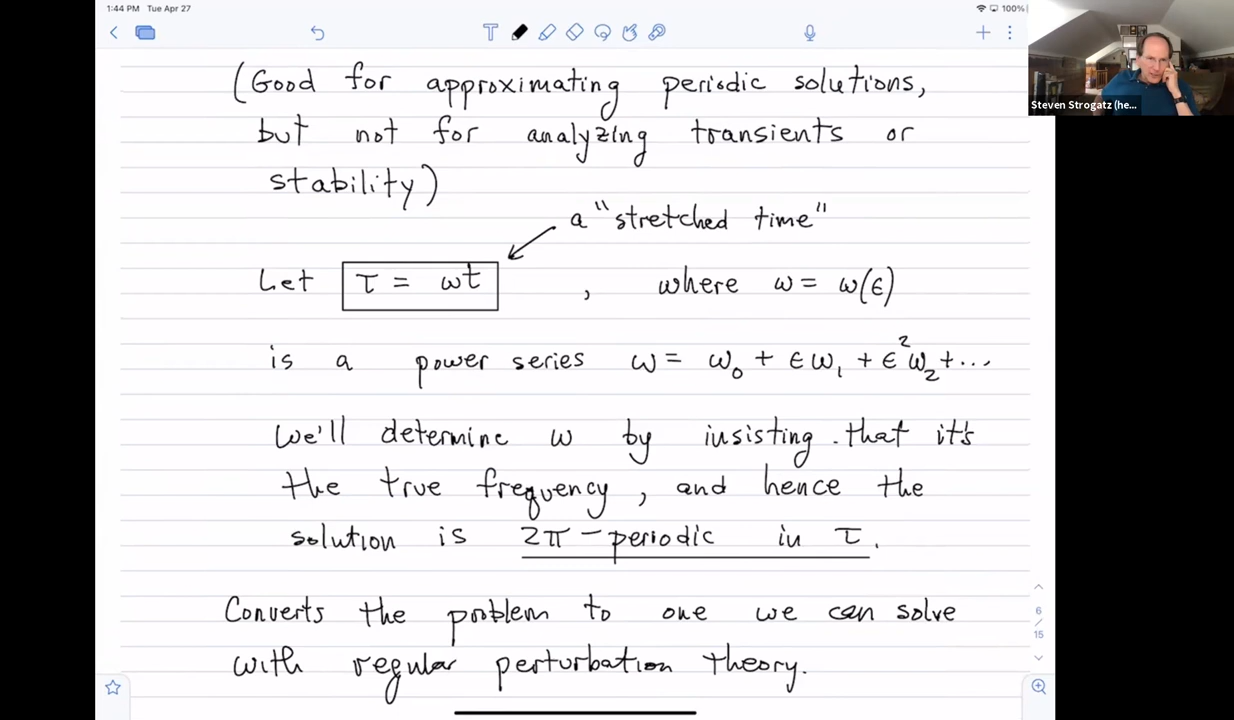 1:44 PM Tue Apr 27
100%
T
Steven Strogatz (he...
(Good for approximating periodic solutions,
but not for analyzing transients or
stability)
a "stretched time"
Let τ = ωt , where ω = ω(ϵ)
is a power series ω = ω₀ + ϵω₁ + ϵ²ω₂ + ...
We'll determine ω by insisting that it's
the true frequency, and hence the
solution is 2π-periodic in τ.
Converts the problem to one we can solve
with regular perturbation theory.
6
/
15